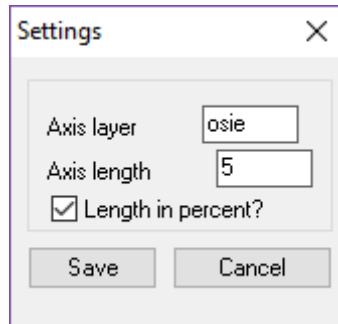 Settings
Axis layer osie
Axis length 5
Length in percent?
Save Cancel